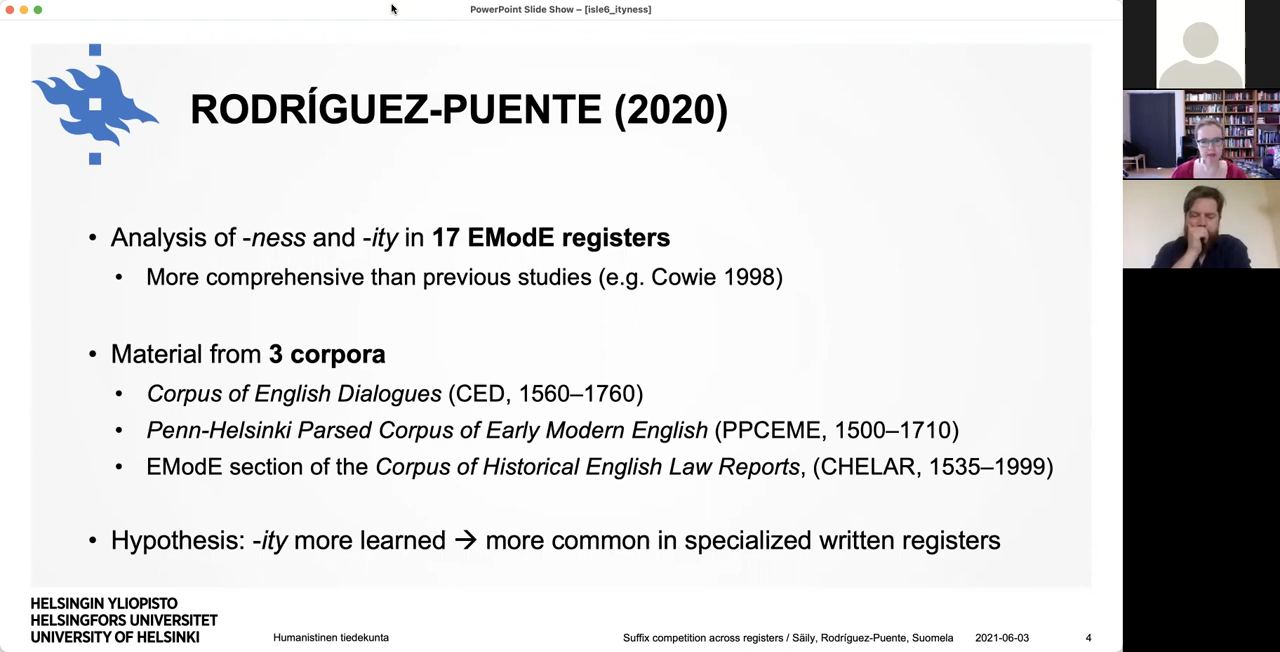 PowerPoint Slide Show – [isle6_ityness]
RODRÍGUEZ-PUENTE (2020)
• Analysis of -ness and -ity in 17 EModE registers
• More comprehensive than previous studies (e.g. Cowie 1998)
• Material from 3 corpora
• Corpus of English Dialogues (CED, 1560–1760)
• Penn-Helsinki Parsed Corpus of Early Modern English (PPCEME, 1500–1710)
• EModE section of the Corpus of Historical English Law Reports, (CHELAR, 1535–1999)
• Hypothesis: -ity more learned → more common in specialized written registers
HELSINGIN YLIOPISTO
HELSINGFORS UNIVERSITET
UNIVERSITY OF HELSINKI
Humanistinen tiedekunta
Suffix competition across registers / Säily, Rodríguez-Puente, Suomela
2021-06-03
4